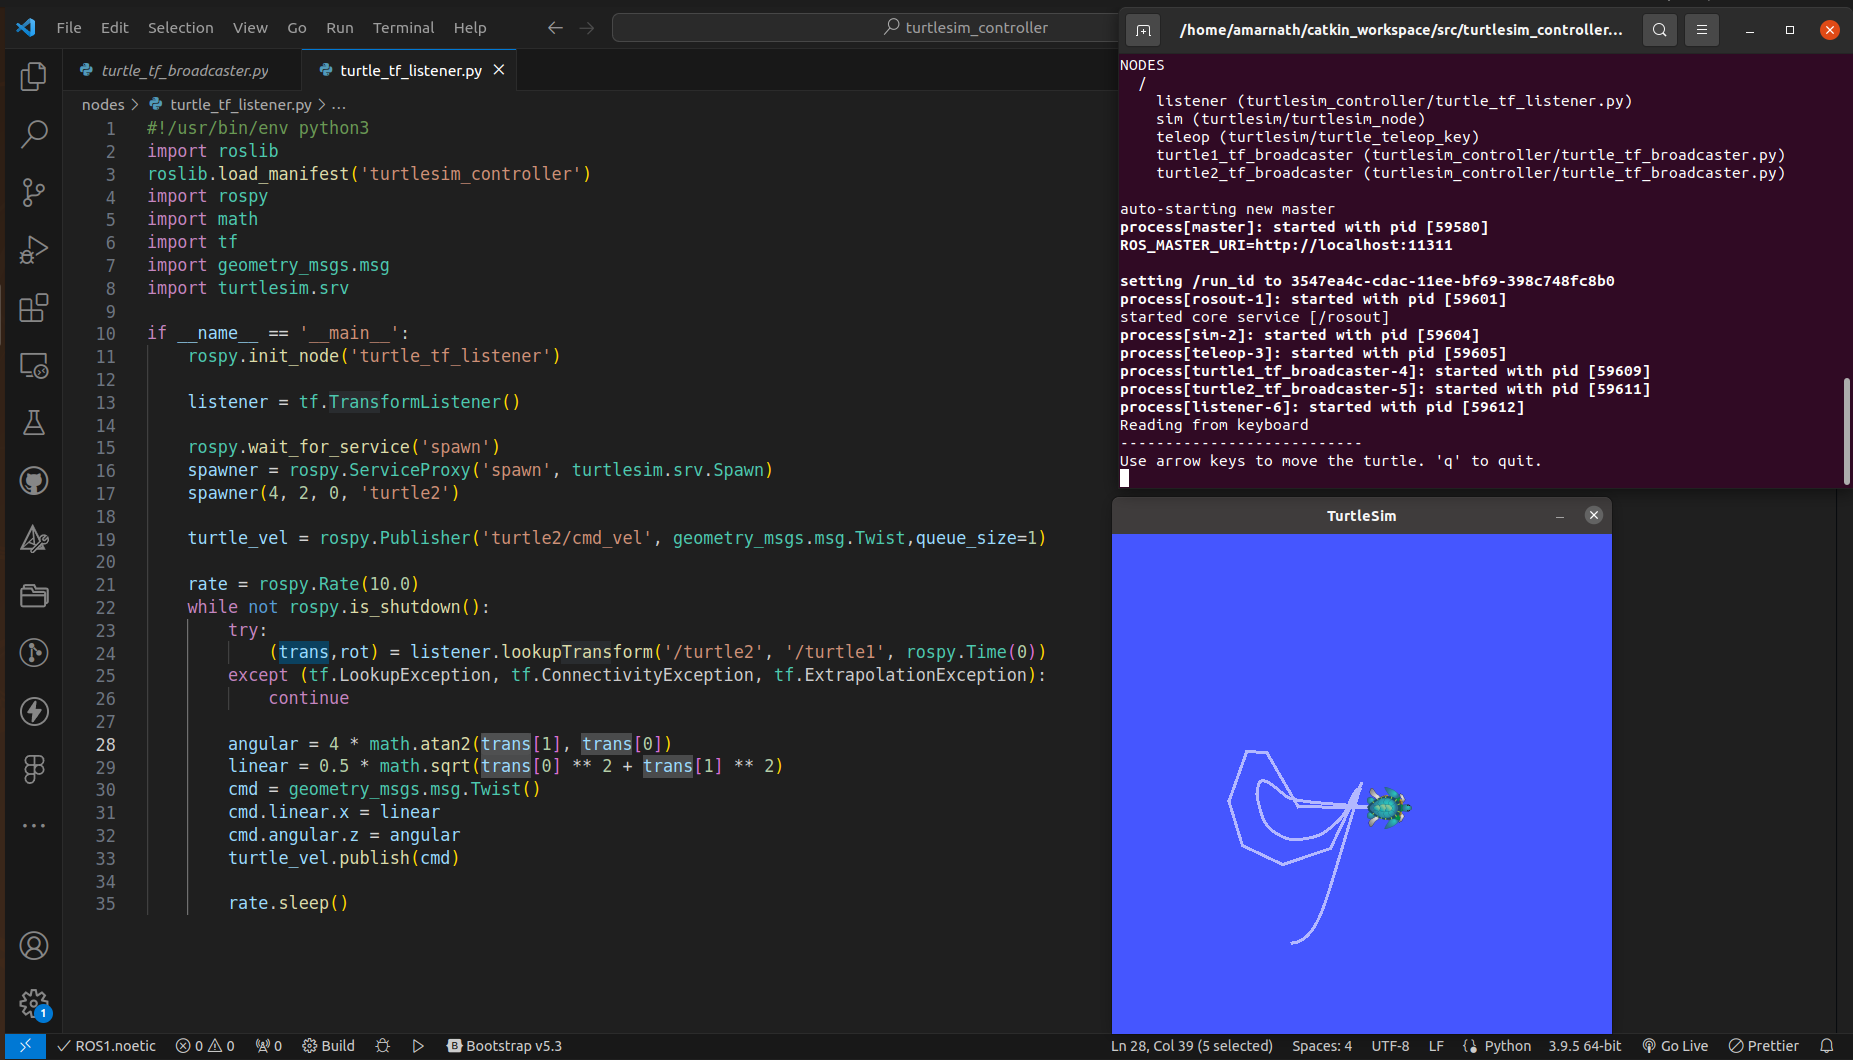 File Edit Selection View Go Run Terminal Help
turtlesim_controller
turtle_tf_broadcaster.py
turtle_tf_listener.py
nodes > turtle_tf_listener.py > ...
1 #!/usr/bin/env python3
2 import roslib
3 roslib.load_manifest('turtlesim_controller')
4 import rospy
5 import math
6 import tf
7 import geometry_msgs.msg
8 import turtlesim.srv
9
10 if __name__ == '__main__':
11 rospy.init_node('turtle_tf_listener')
12
13 listener = tf.TransformListener()
14
15 rospy.wait_for_service('spawn')
16 spawner = rospy.ServiceProxy('spawn', turtlesim.srv.Spawn)
17 spawner(4, 2, 0, 'turtle2')
18
19 turtle_vel = rospy.Publisher('turtle2/cmd_vel', geometry_msgs.msg.Twist,queue_size=1)
20
21 rate = rospy.Rate(10.0)
22 while not rospy.is_shutdown():
23 try:
24 (trans,rot) = listener.lookupTransform('/turtle2', '/turtle1', rospy.Time(0))
25 except (tf.LookupException, tf.ConnectivityException, tf.ExtrapolationException):
26 continue
27
28 angular = 4 * math.atan2(trans[1], trans[0])
29 linear = 0.5 * math.sqrt(trans[0] ** 2 + trans[1] ** 2)
30 cmd = geometry_msgs.msg.Twist()
31 cmd.linear.x = linear
32 cmd.angular.z = angular
33 turtle_vel.publish(cmd)
34
35 rate.sleep()
/home/amarnath/catkin_workspace/src/turtlesim_controller...
NODES
/
listener (turtlesim_controller/turtle_tf_listener.py)
sim (turtlesim/turtlesim_node)
teleop (turtlesim/turtle_teleop_key)
turtle1_tf_broadcaster (turtlesim_controller/turtle_tf_broadcaster.py)
turtle2_tf_broadcaster (turtlesim_controller/turtle_tf_broadcaster.py)
auto-starting new master
process[master]: started with pid [59580]
ROS_MASTER_URI=http://localhost:11311
setting /run_id to 3547ea4c-cdac-11ee-bf69-398c748fc8b0
process[rosout-1]: started with pid [59601]
started core service [/rosout]
process[sim-2]: started with pid [59604]
process[teleop-3]: started with pid [59605]
process[turtle1_tf_broadcaster-4]: started with pid [59609]
process[turtle2_tf_broadcaster-5]: started with pid [59611]
process[listener-6]: started with pid [59612]
Reading from keyboard
---------------------------
Use arrow keys to move the turtle. 'q' to quit.
TurtleSim
1
ROS1.noetic 0 0 0 Build B Bootstrap v5.3 Ln 28, Col 39 (5 selected) Spaces: 4 UTF-8 LF Python 3.9.5 64-bit Go Live Prettier